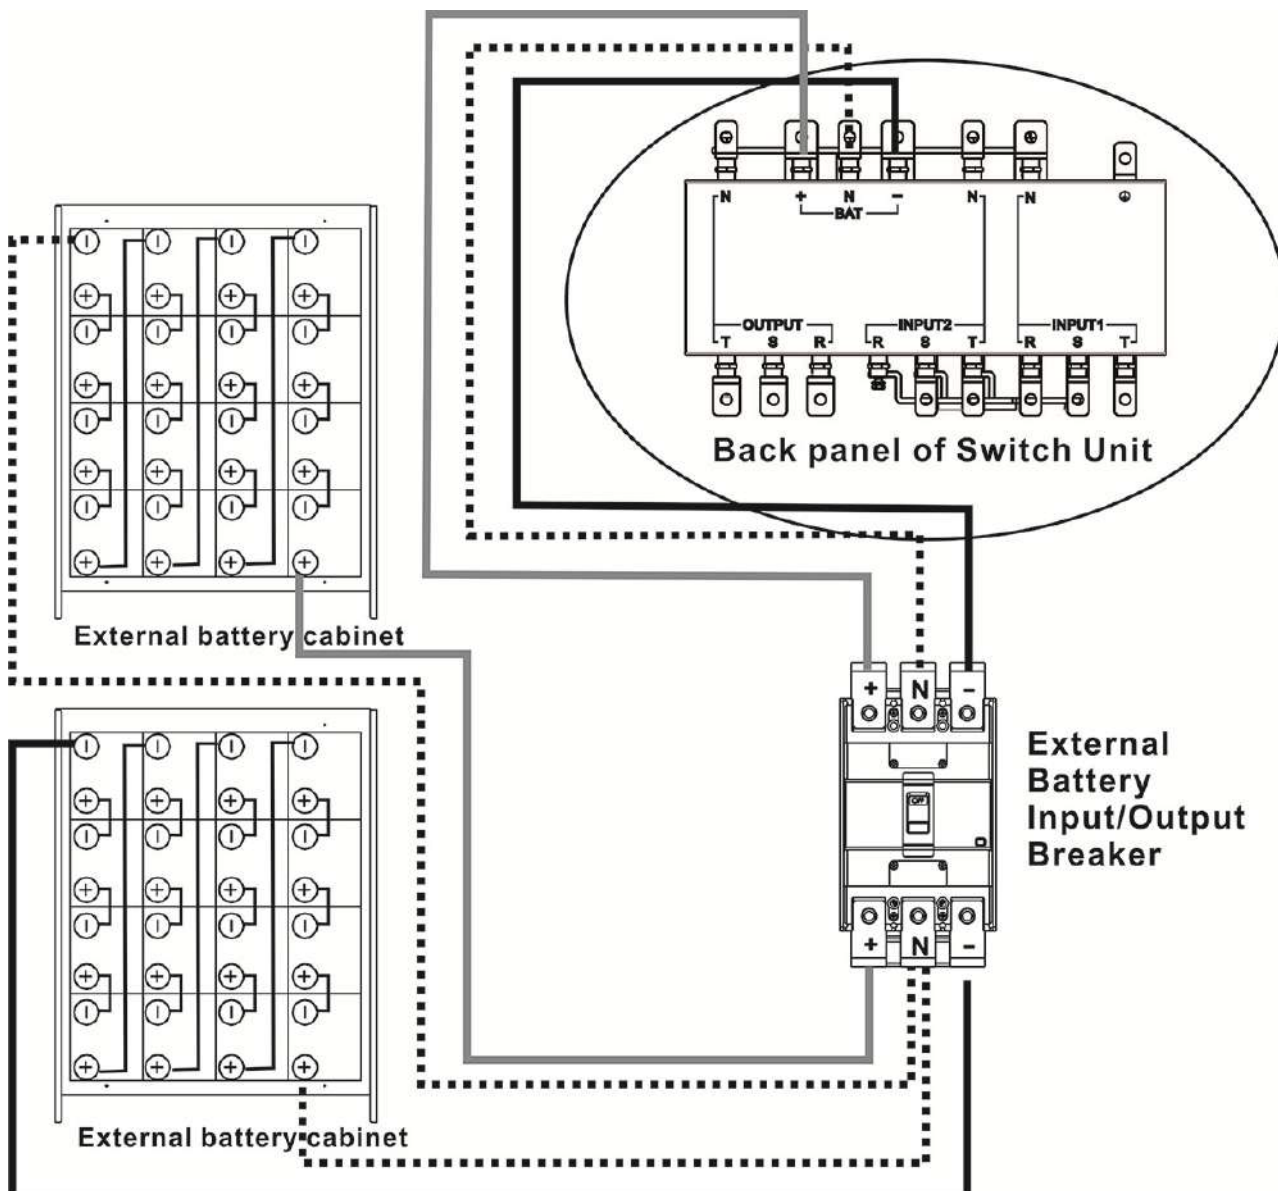 N + N − N N ⏚
BAT
OUTPUT INPUT2 INPUT1
T S R R S T R S T
Back panel of Switch Unit
External battery cabinet
+ N −
OFF
External
Battery
Input/Output
Breaker
+ N −
External battery cabinet